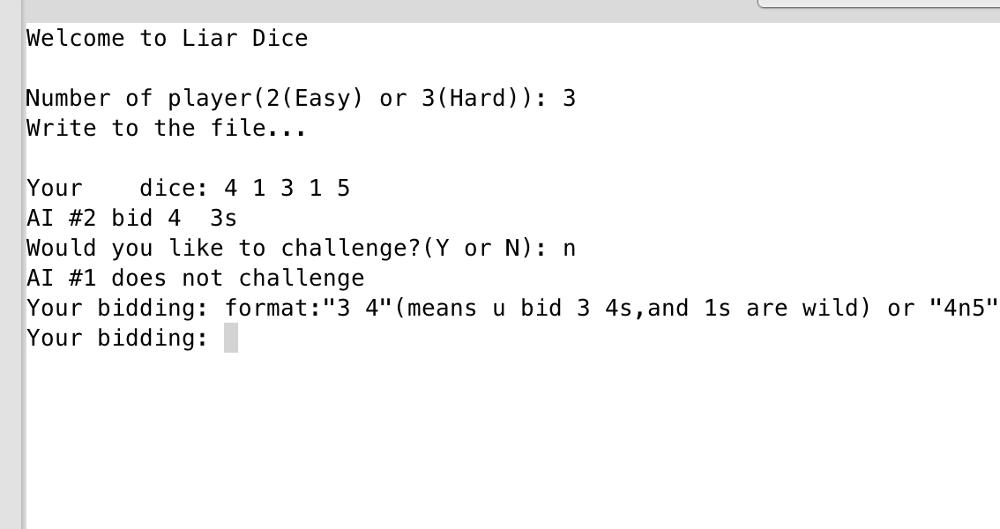 Welcome to Liar Dice
Number of player(2(Easy) or 3(Hard)): 3
Write to the file...
Your    dice: 4 1 3 1 5
AI #2 bid 4  3s
Would you like to challenge?(Y or N): n
AI #1 does not challenge
Your bidding: format:"3 4"(means u bid 3 4s,and 1s are wild) or "4n5"
Your bidding: